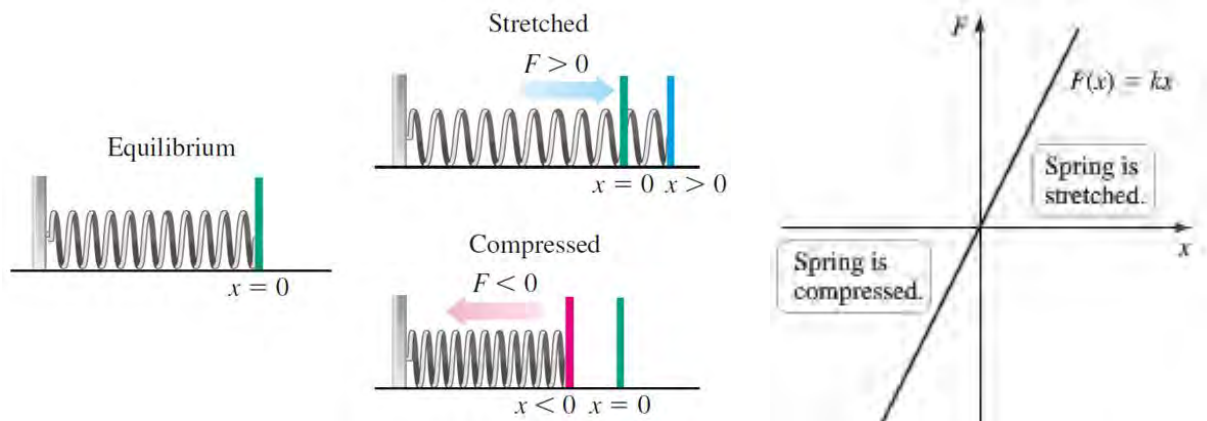 Equilibrium
x = 0
Stretched
F > 0
x = 0 x > 0
Compressed
F < 0
x < 0 x = 0
F
F(x) = kx
Spring is
stretched.
x
Spring is
compressed.